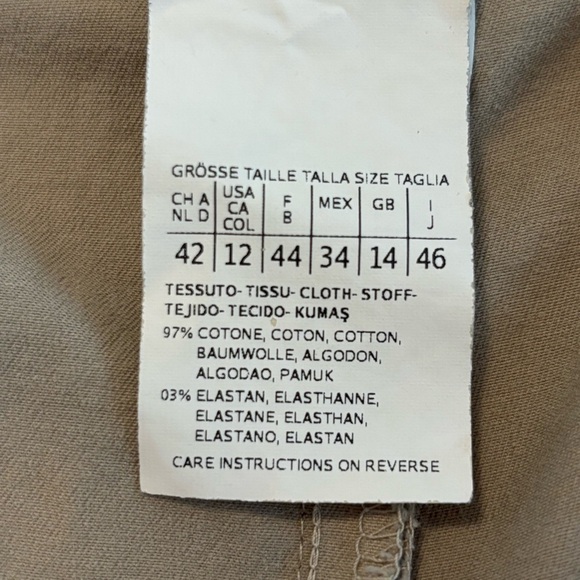 GRÖSSE TAILLE TALLA SIZE TAGLIA
CH A NL D | USA CA COL | F B | MEX | GB | I J
42 | 12 | 44 | 34 | 14 | 46
TESSUTO- TISSU- CLOTH- STOFF-
TEJIDO- TECIDO- KUMAŞ
97% COTONE, COTON, COTTON,
BAUMWOLLE, ALGODON,
ALGODAO, PAMUK
03% ELASTAN, ELASTHANNE,
ELASTANE, ELASTHAN,
ELASTANO, ELASTAN
CARE INSTRUCTIONS ON REVERSE